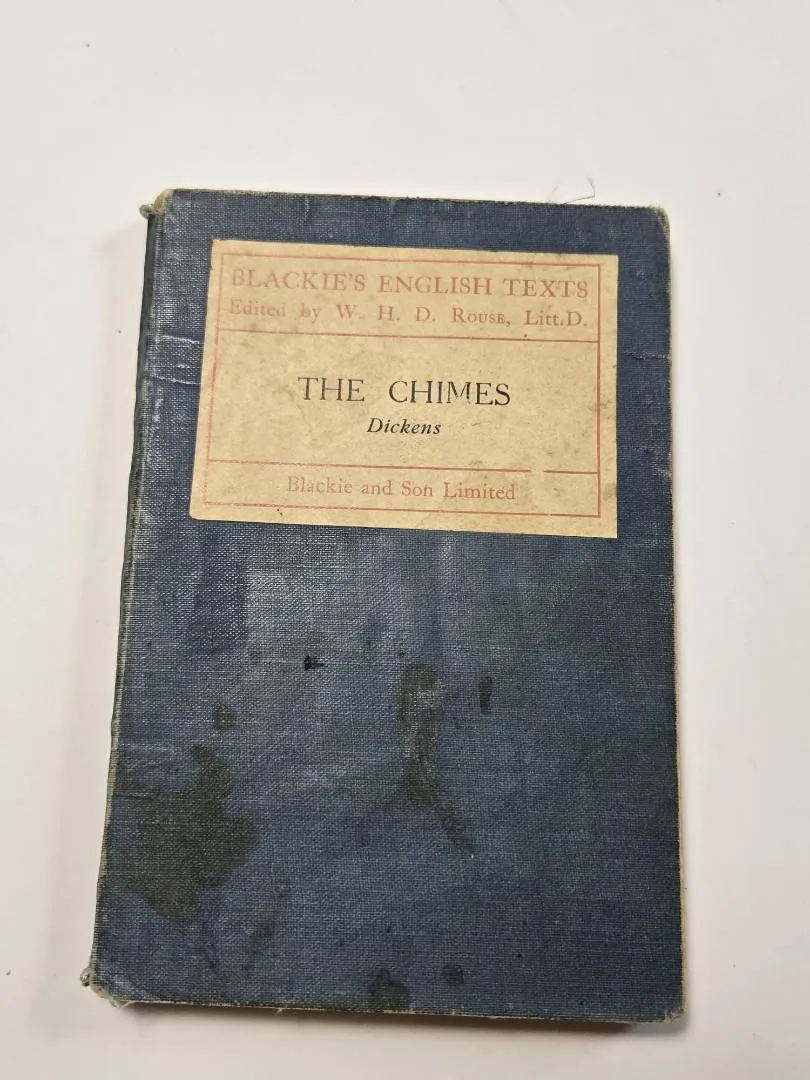 BLACKIE'S ENGLISH TEXTS
Edited by W. H. D. ROUSE, Litt.D.
THE CHIMES
Dickens
Blackie and Son Limited